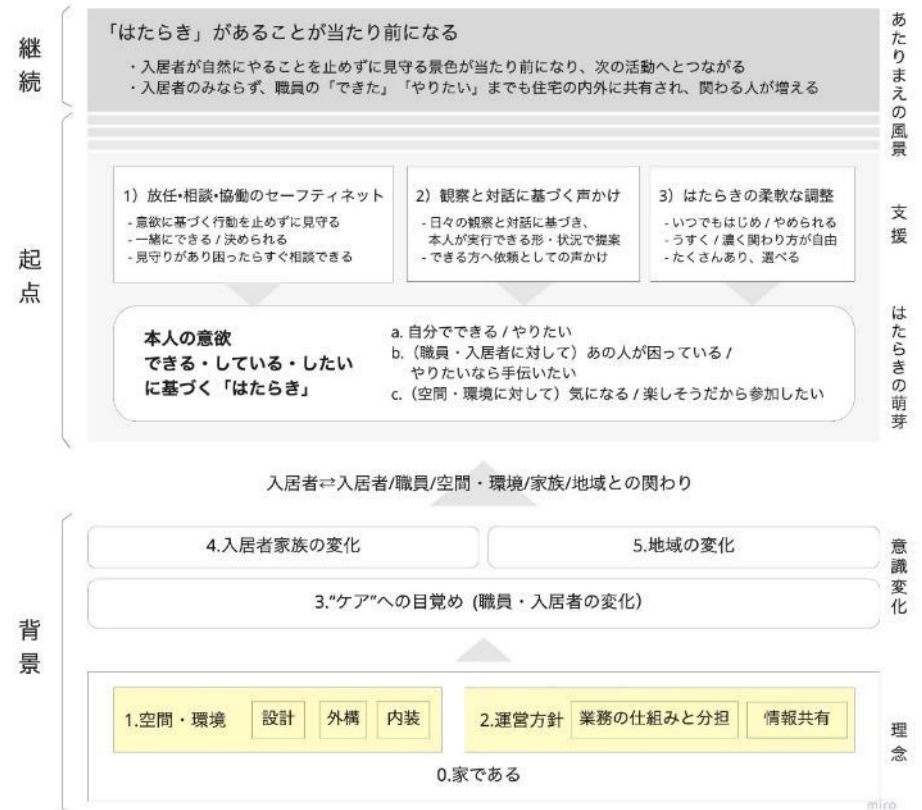 継続
「はたらき」があることが当たり前になる
・入居者が自然にやることを止めずに見守る景色が当たり前になり、次の活動へとつながる
・入居者のみならず、職員の「できた」「やりたい」までも住宅の内外に共有され、関わる人が増える
あたりまえの風景
起点
1）放任・相談・協働のセーフティネット
- 意欲に基づく行動を止めずに見守る
- 一緒にできる / 決められる
- 見守りがあり困ったらすぐ相談できる
2）観察と対話に基づく声かけ
- 日々の観察と対話に基づき、
本人が実行できる形・状況で提案
- できる方へ依頼としての声かけ
3）はたらきの柔軟な調整
- いつでもはじめ / やめられる
- うすく / 濃く関わり方が自由
- たくさんあり、選べる
支援
本人の意欲
できる・している・したい
に基づく「はたらき」
a. 自分でできる / やりたい
b.（職員・入居者に対して）あの人が困っている /
やりたいなら手伝いたい
c.（空間・環境に対して）気になる / 楽しそうだから参加したい
はたらきの萌芽
入居者⇄入居者/職員/空間・環境/家族/地域との関わり
背景
4.入居者家族の変化
5.地域の変化
3.“ケア”への目覚め (職員・入居者の変化）
意識変化
1.空間・環境
設計
外構
内装
2.運営方針
業務の仕組みと分担
情報共有
0.家である
理念
miro